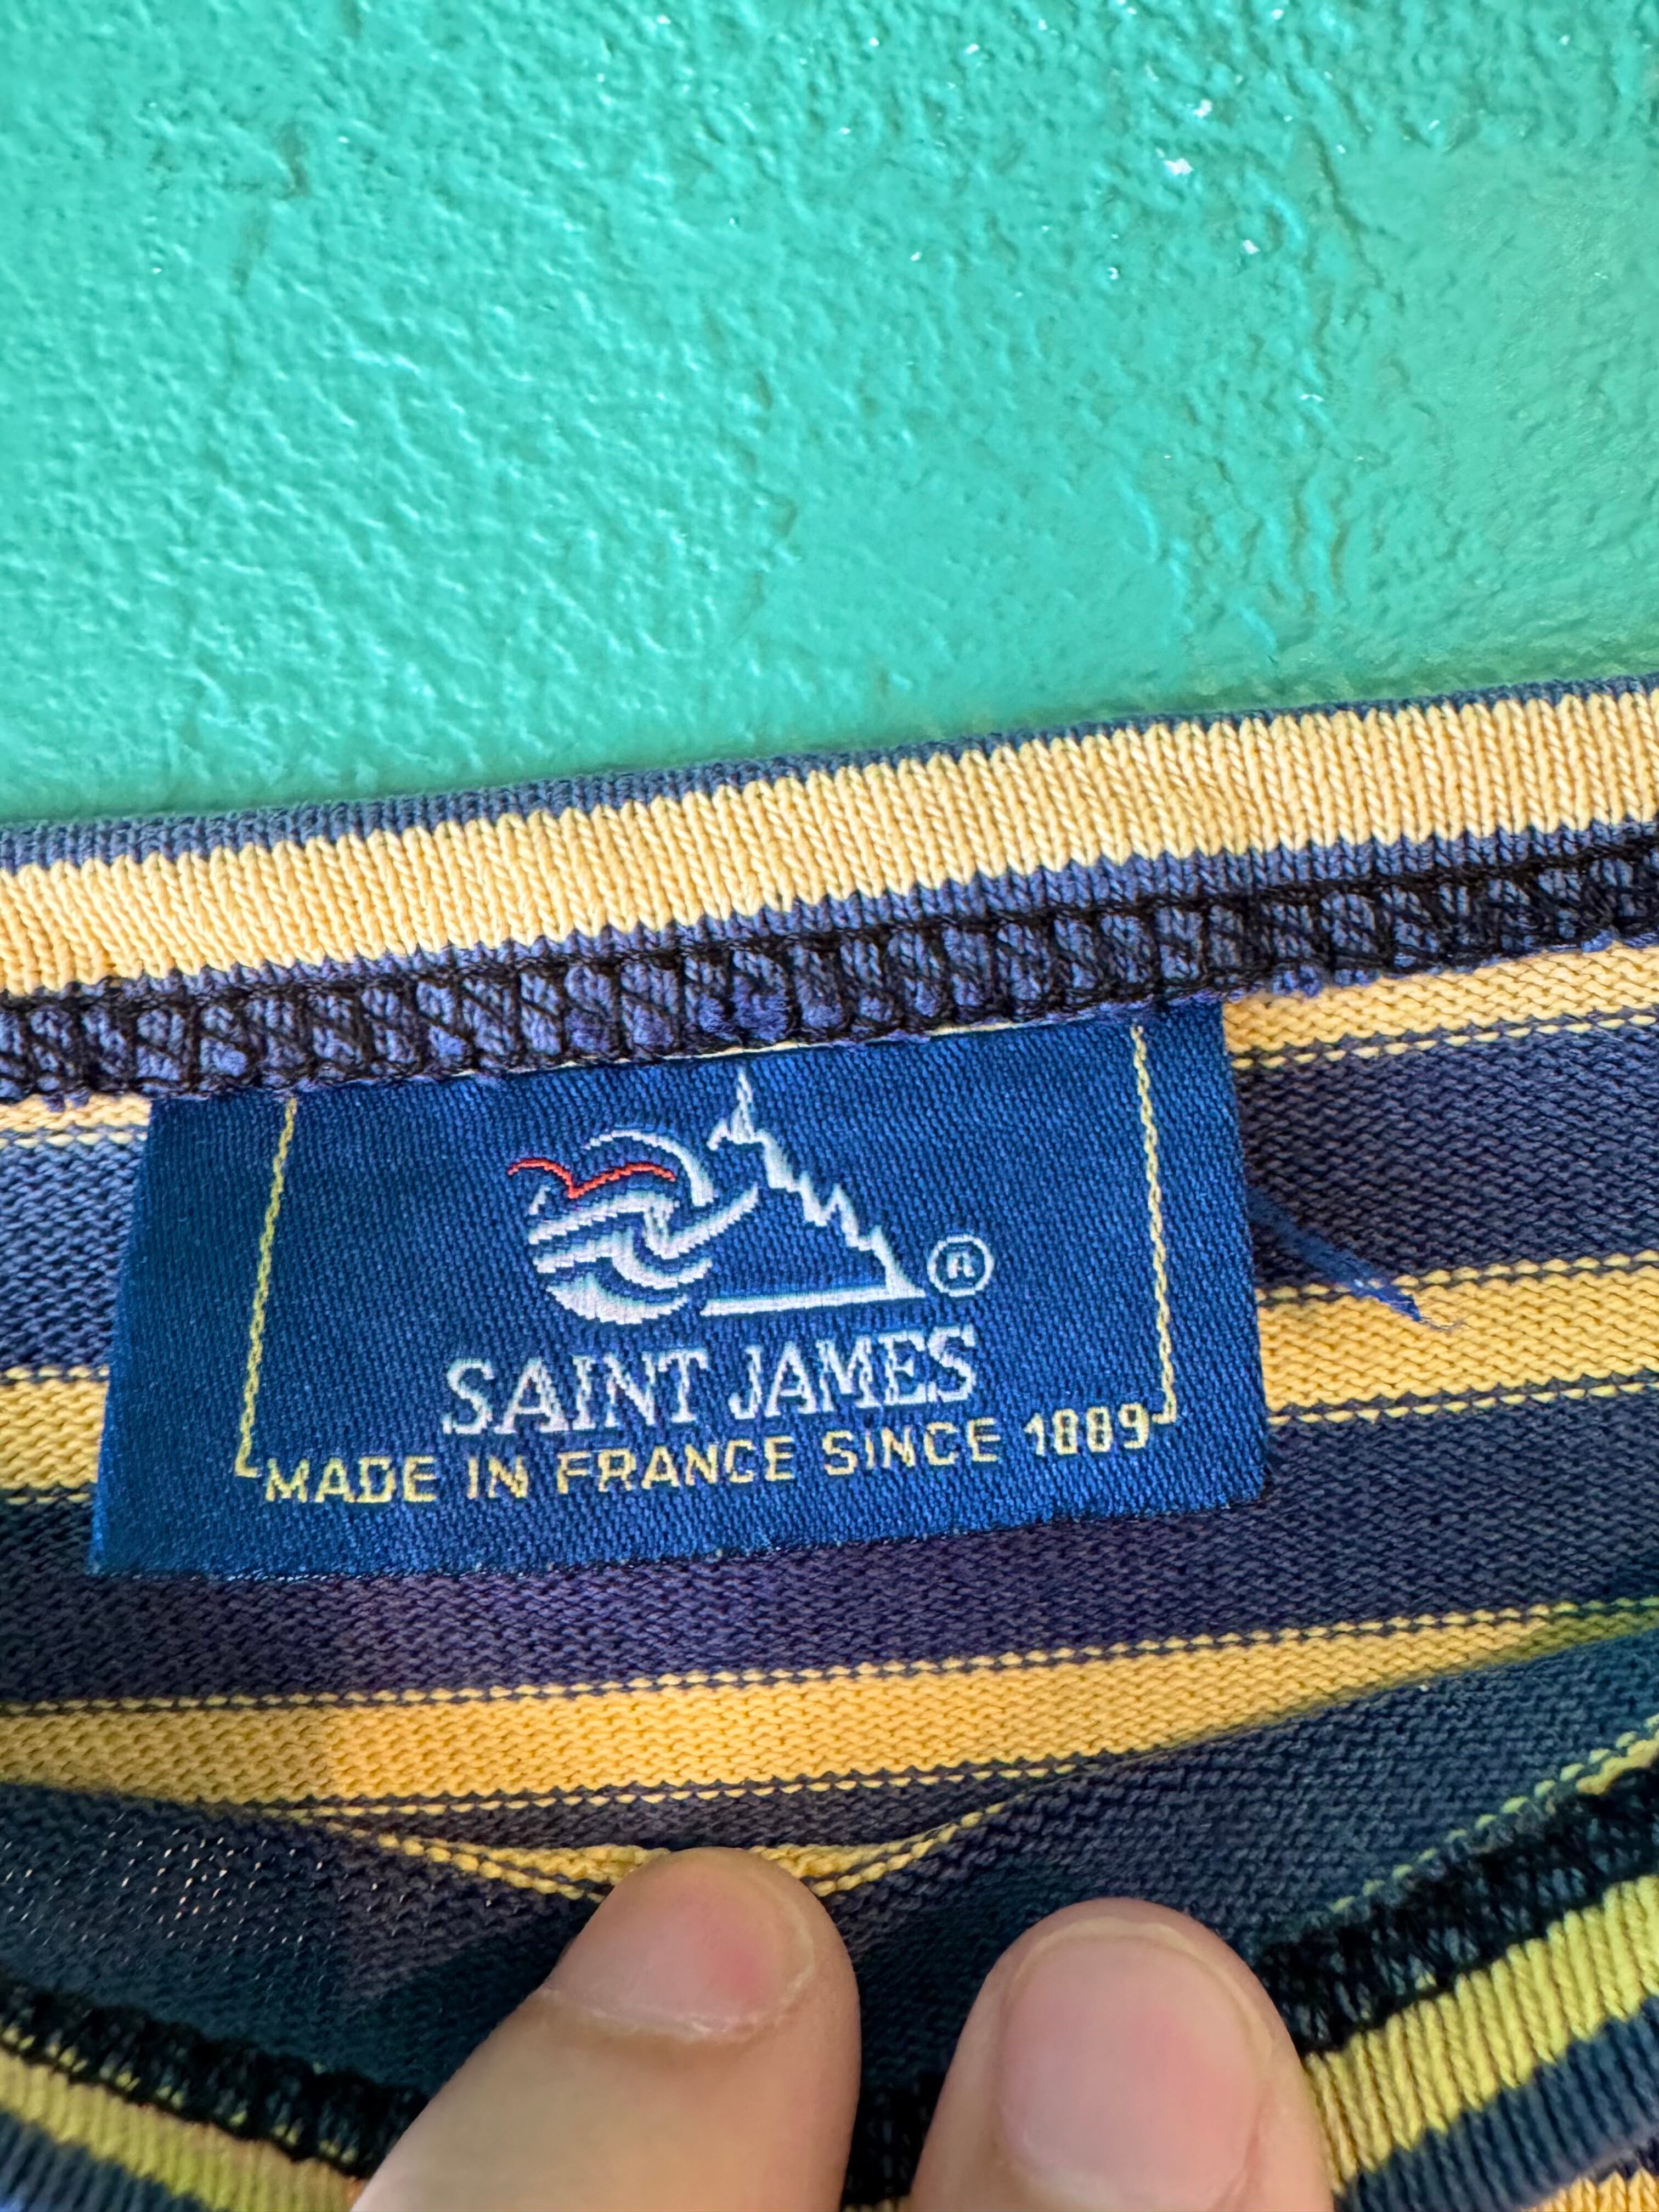 ®
SAINT JAMES
MADE IN FRANCE SINCE 1889